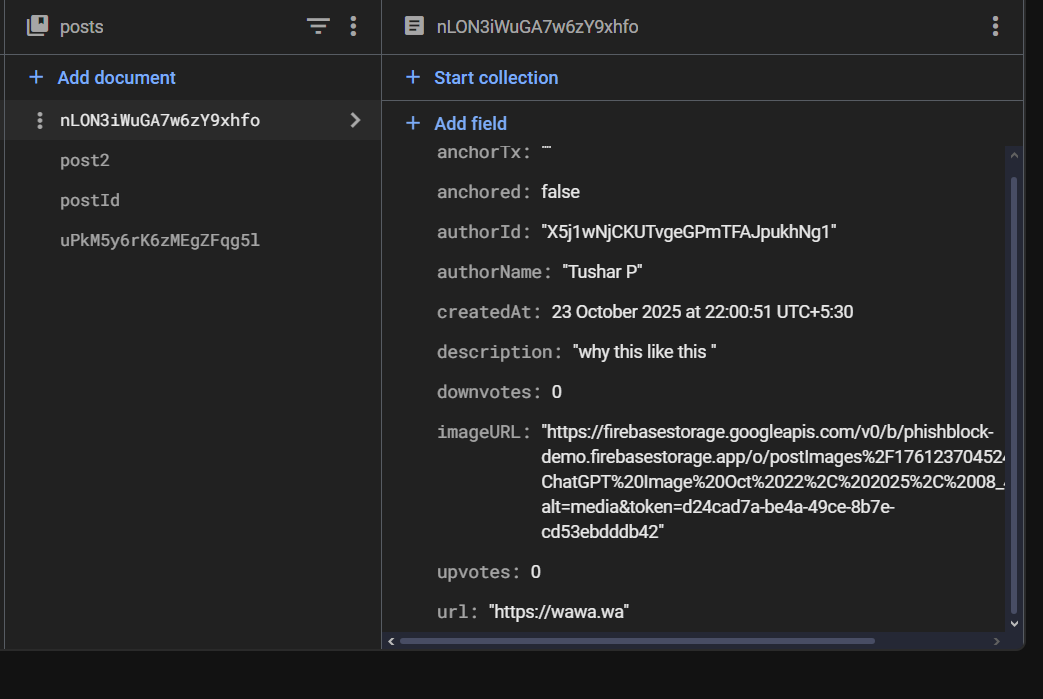 posts
nLON3iWuGA7w6zY9xhfo
+ Add document
+ Start collection
nLON3iWuGA7w6zY9xhfo
post2
postId
uPkM5y6rK6zMEgZFqg5l
+ Add field
anchorTx: ""
anchored: false
authorId: "X5j1wNjCKUTvgeGPmTFAJpukhNg1"
authorName: "Tushar P"
createdAt: 23 October 2025 at 22:00:51 UTC+5:30
description: "why this like this "
downvotes: 0
imageURL: "https://firebasestorage.googleapis.com/v0/b/phishblock-
demo.firebasestorage.app/o/postImages%2F176123704524
ChatGPT%20Image%20Oct%2022%2C%202025%2C%2008_
alt=media&token=d24cad7a-be4a-49ce-8b7e-
cd53ebdddb42"
upvotes: 0
url: "https://wawa.wa"